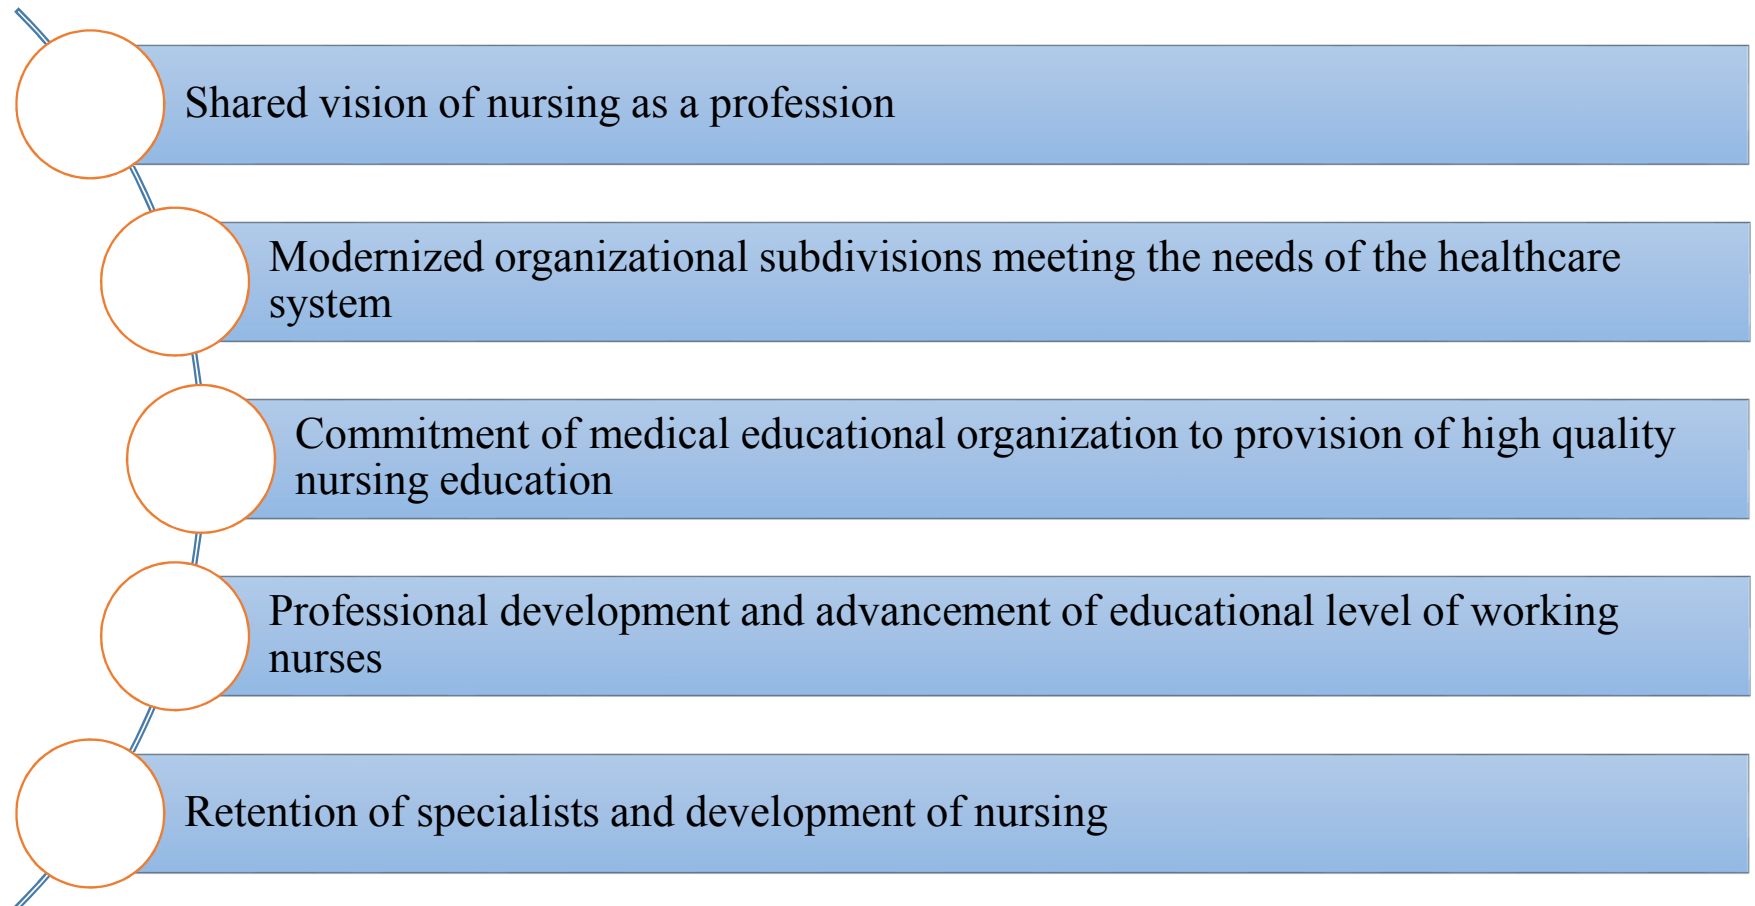 Shared vision of nursing as a profession
Modernized organizational subdivisions meeting the needs of the healthcare
system
Commitment of medical educational organization to provision of high quality
nursing education
Professional development and advancement of educational level of working
nurses
Retention of specialists and development of nursing